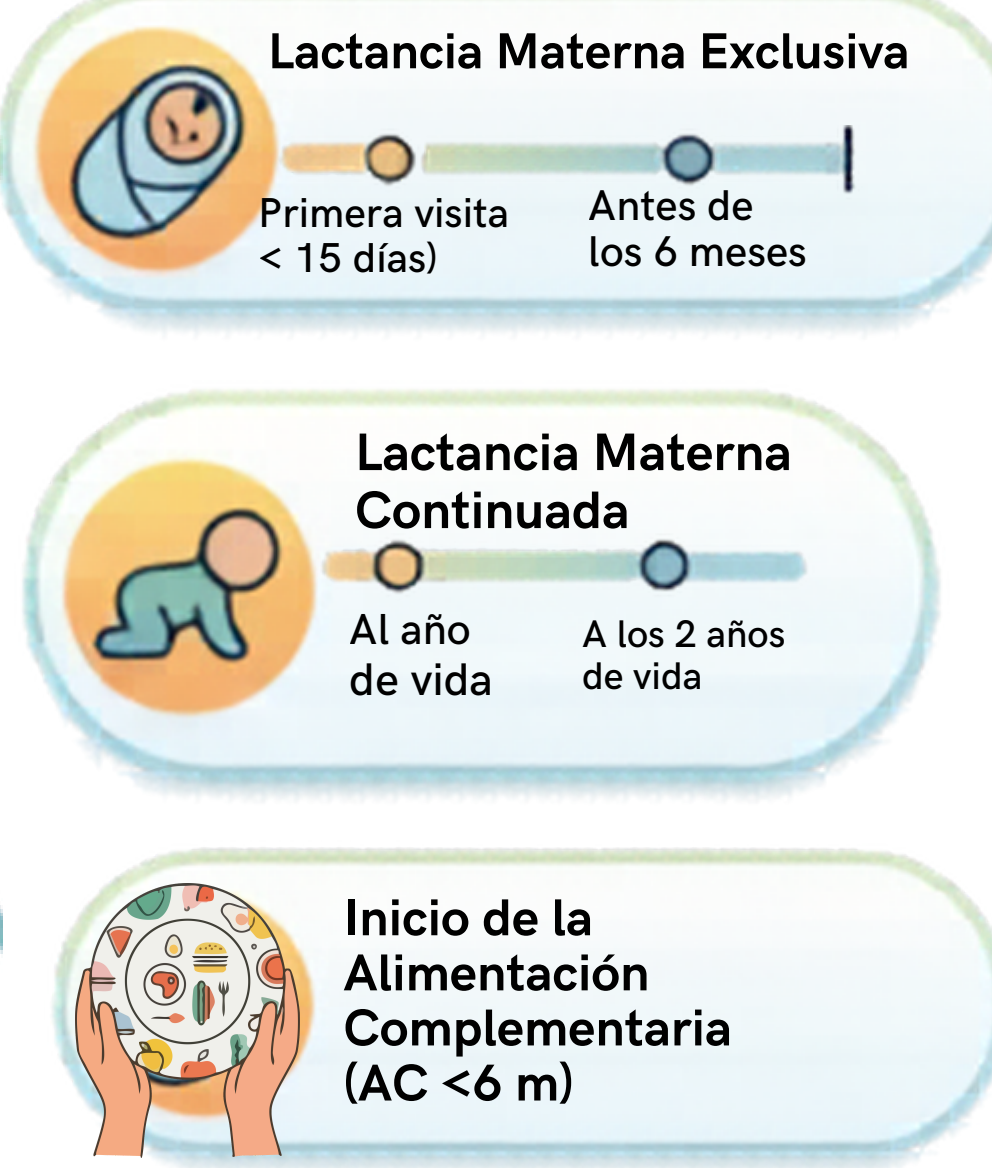 Lactancia Materna Exclusiva
Primera visita
< 15 días)
Antes de
los 6 meses
Lactancia Materna
Continuada
Al año
de vida
A los 2 años
de vida
Inicio de la
Alimentación
Complementaria
(AC <6 m)